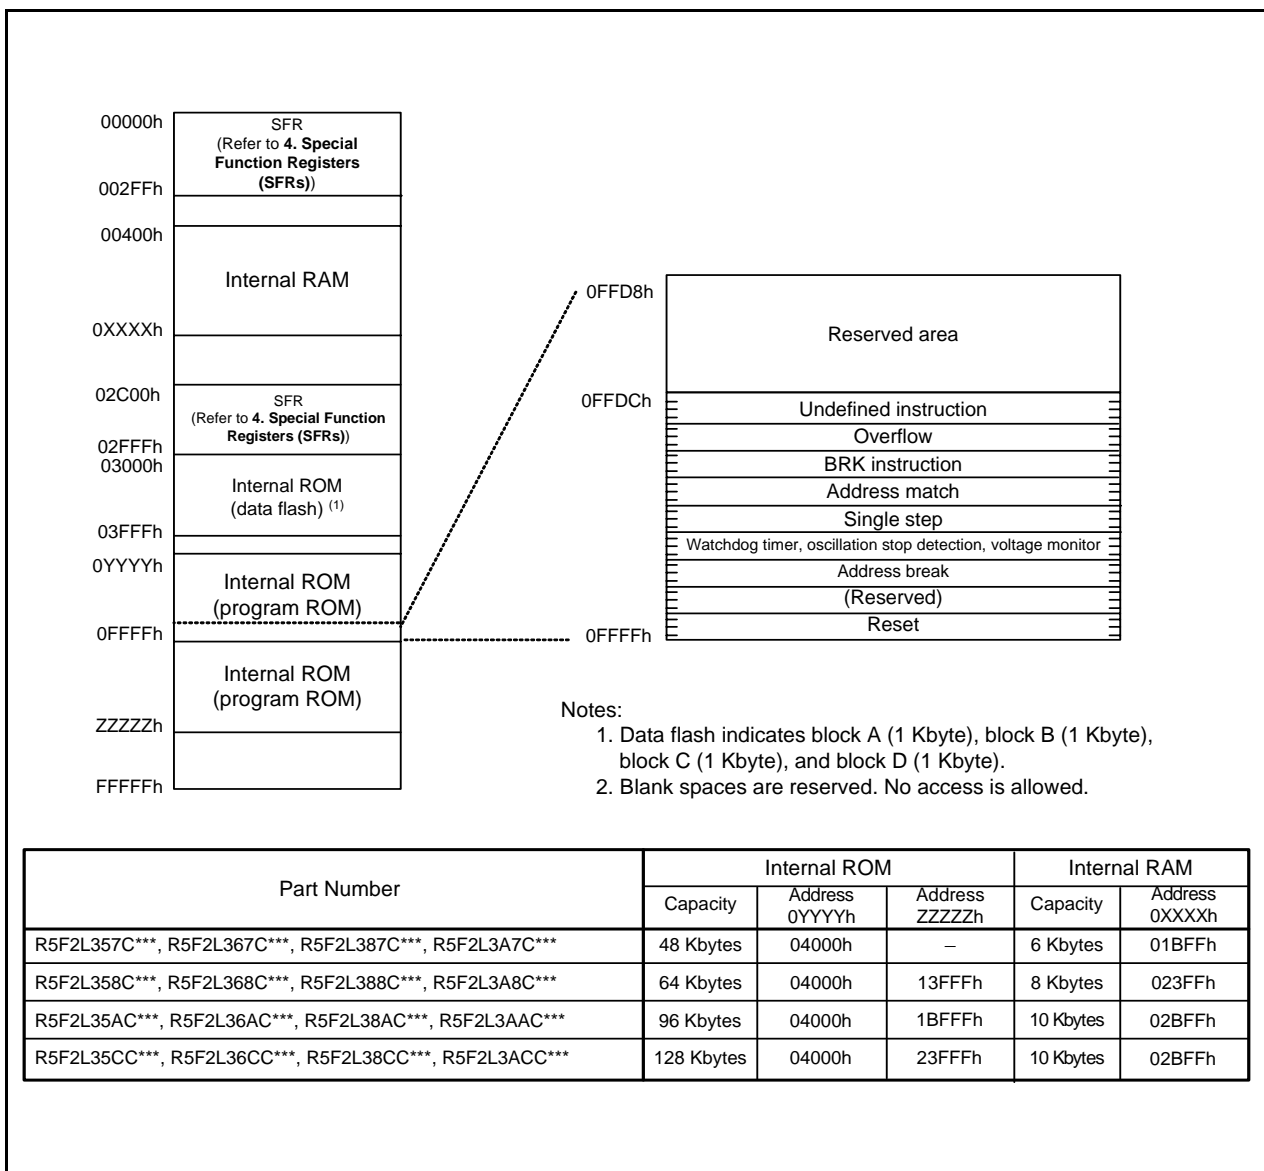 00000h
SFR
(Refer to 4. Special
Function Registers
(SFRs))
002FFh
00400h
Internal RAM
0XXXXh
02C00h
SFR
(Refer to 4. Special Function
Registers (SFRs))
02FFFh
03000h
Internal ROM
(data flash) (1)
03FFFh
0YYYYh
Internal ROM
(program ROM)
0FFFFh
Internal ROM
(program ROM)
ZZZZZh
FFFFFh
0FFD8h
Reserved area
0FFDCh
Undefined instruction
Overflow
BRK instruction
Address match
Single step
Watchdog timer, oscillation stop detection, voltage monitor
Address break
(Reserved)
Reset
0FFFFh
Notes:
1. Data flash indicates block A (1 Kbyte), block B (1 Kbyte),
block C (1 Kbyte), and block D (1 Kbyte).
2. Blank spaces are reserved. No access is allowed.
Part Number Internal ROM Internal RAM
Capacity Address 0YYYYh Address ZZZZZh Capacity Address 0XXXXh
R5F2L357C***, R5F2L367C***, R5F2L387C***, R5F2L3A7C*** 48 Kbytes 04000h – 6 Kbytes 01BFFh
R5F2L358C***, R5F2L368C***, R5F2L388C***, R5F2L3A8C*** 64 Kbytes 04000h 13FFFh 8 Kbytes 023FFh
R5F2L35AC***, R5F2L36AC***, R5F2L38AC***, R5F2L3AAC*** 96 Kbytes 04000h 1BFFFh 10 Kbytes 02BFFh
R5F2L35CC***, R5F2L36CC***, R5F2L38CC***, R5F2L3ACC*** 128 Kbytes 04000h 23FFFh 10 Kbytes 02BFFh